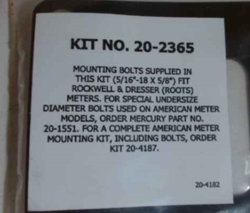 KIT NO. 20-2365
MOUNTING BOLTS SUPPLIED IN
THIS KIT (5/16"-18 X 5/8") FIT
ROCKWELL & DRESSER (ROOTS)
METERS. FOR SPECIAL UNDERSIZE
DIAMETER BOLTS USED ON AMERICAN METER
MODELS, ORDER MERCURY PART NO.
20-1551. FOR A COMPLETE AMERICAN METER
MOUNTING KIT, INCLUDING BOLTS, ORDER
KIT 20-4187.
20-4182